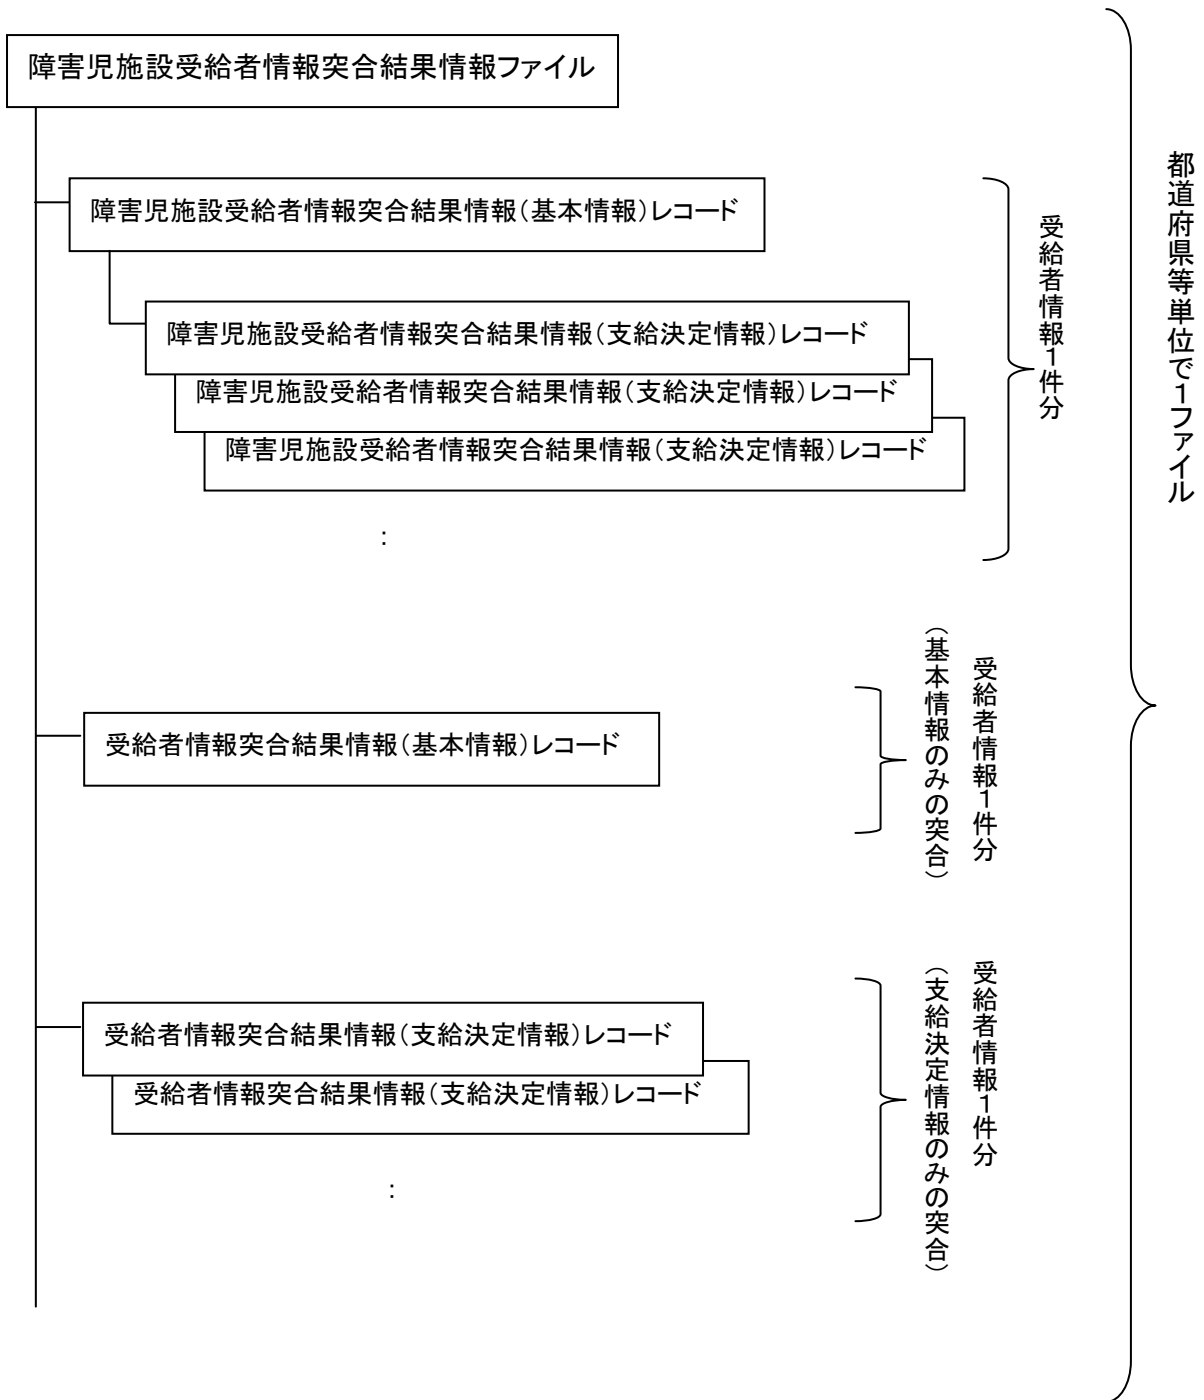 障害児施設受給者情報突合結果情報ファイル
障害児施設受給者情報突合結果情報（基本情報）レコード
障害児施設受給者情報突合結果情報（支給決定情報）レコード
障害児施設受給者情報突合結果情報（支給決定情報）レコード
障害児施設受給者情報突合結果情報（支給決定情報）レコード
：
受給者情報１件分
都道府県等単位で１ファイル
受給者情報突合結果情報（基本情報）レコード
受給者情報１件分
（基本情報のみの突合）
受給者情報突合結果情報（支給決定情報）レコード
受給者情報突合結果情報（支給決定情報）レコード
：
受給者情報１件分
（支給決定情報のみの突合）